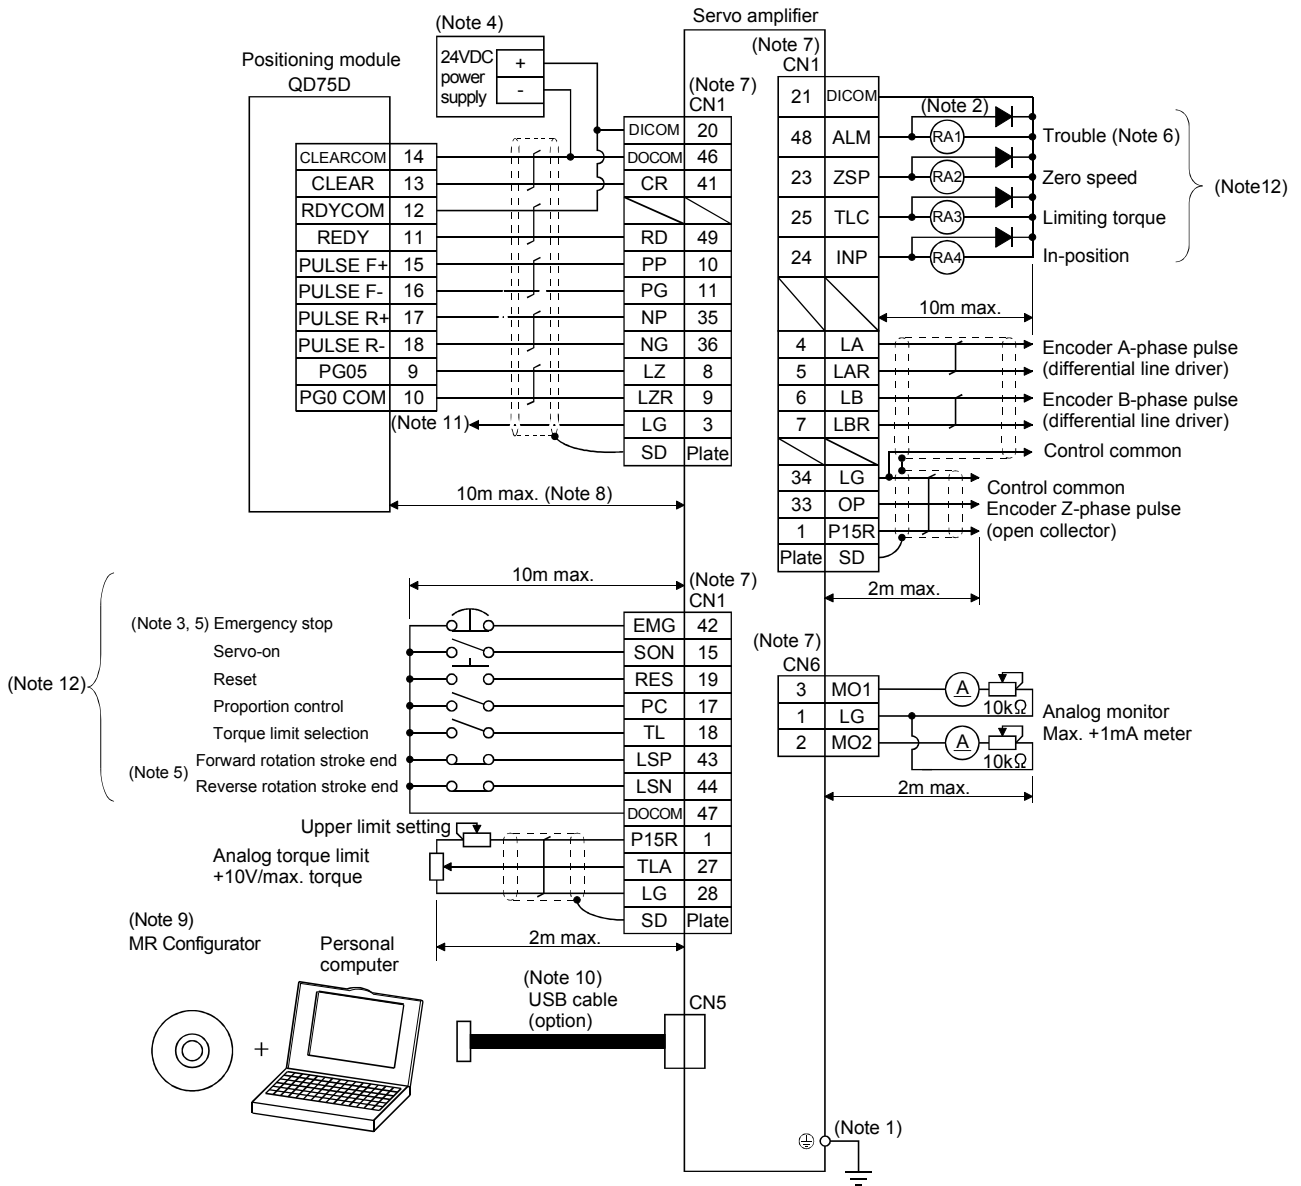 Servo amplifier
(Note 4)
24VDC
power
supply
+
-
Positioning module
QD75D
(Note 7)
CN1
DICOM 20
CLEARCOM 14 DOCOM 46
CLEAR 13 CR 41
RDYCOM 12
REDY 11 RD 49
PULSE F+ 15 PP 10
PULSE F- 16 PG 11
PULSE R+ 17 NP 35
PULSE R- 18 NG 36
PG05 9 LZ 8
PG0 COM 10 LZR 9
(Note 11) LG 3
SD Plate
10m max. (Note 8)
(Note 7)
CN1
21 DICOM
(Note 2)
48 ALM RA1 Trouble (Note 6)
23 ZSP RA2 Zero speed
25 TLC RA3 Limiting torque
24 INP RA4 In-position
(Note12)
10m max.
4 LA Encoder A-phase pulse
5 LAR (differential line driver)
6 LB Encoder B-phase pulse
7 LBR (differential line driver)
Control common
34 LG Control common
33 OP Encoder Z-phase pulse
1 P15R (open collector)
Plate SD
2m max.
10m max.
(Note 7)
CN1
(Note 12)
(Note 3, 5) Emergency stop EMG 42
Servo-on SON 15
Reset RES 19
Proportion control PC 17
Torque limit selection TL 18
(Note 5)
Forward rotation stroke end LSP 43
Reverse rotation stroke end LSN 44
DOCOM 47
Upper limit setting P15R 1
Analog torque limit
+10V/max. torque
TLA 27
LG 28
SD Plate
2m max.
(Note 7)
CN6
3 MO1 A 10kΩ
1 LG
2 MO2 A 10kΩ
Analog monitor
Max. +1mA meter
2m max.
(Note 9)
MR Configurator
+
Personal
computer
(Note 10)
USB cable
(option)
CN5
(Note 1)